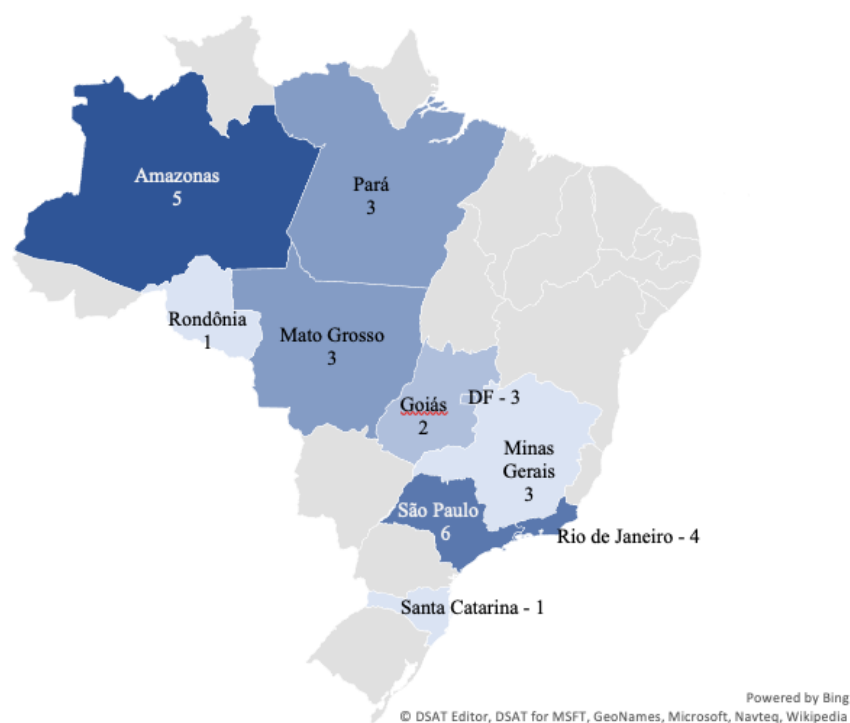 Amazonas
5
Pará
3
Rondônia
1
Mato Grosso
3
Goiás
2
DF - 3
Minas
Gerais
3
São Paulo
6
Rio de Janeiro - 4
Santa Catarina - 1
Powered by Bing
© DSAT Editor, DSAT for MSFT, GeoNames, Microsoft, Navteq, Wikipedia